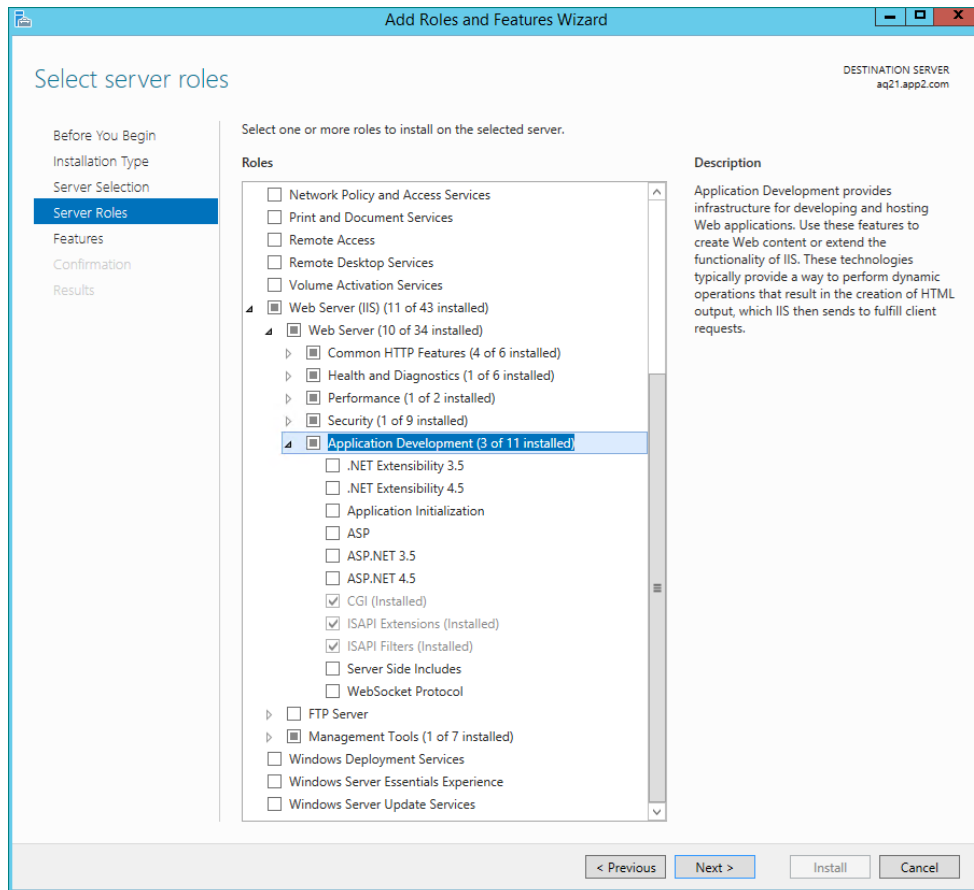 Add Roles and Features Wizard
Select server roles
DESTINATION SERVER
aq21.app2.com
Before You Begin
Installation Type
Server Selection
Server Roles
Features
Confirmation
Results
Select one or more roles to install on the selected server.
Roles
Network Policy and Access Services
Print and Document Services
Remote Access
Remote Desktop Services
Volume Activation Services
Web Server (IIS) (11 of 43 installed)
Web Server (10 of 34 installed)
Common HTTP Features (4 of 6 installed)
Health and Diagnostics (1 of 6 installed)
Performance (1 of 2 installed)
Security (1 of 9 installed)
Application Development (3 of 11 installed)
.NET Extensibility 3.5
.NET Extensibility 4.5
Application Initialization
ASP
ASP.NET 3.5
ASP.NET 4.5
CGI (Installed)
ISAPI Extensions (Installed)
ISAPI Filters (Installed)
Server Side Includes
WebSocket Protocol
FTP Server
Management Tools (1 of 7 installed)
Windows Deployment Services
Windows Server Essentials Experience
Windows Server Update Services
Description
Application Development provides
infrastructure for developing and hosting
Web applications. Use these features to
create Web content or extend the
functionality of IIS. These technologies
typically provide a way to perform dynamic
operations that result in the creation of HTML
output, which IIS then sends to fulfill client
requests.
< Previous
Next >
Install
Cancel